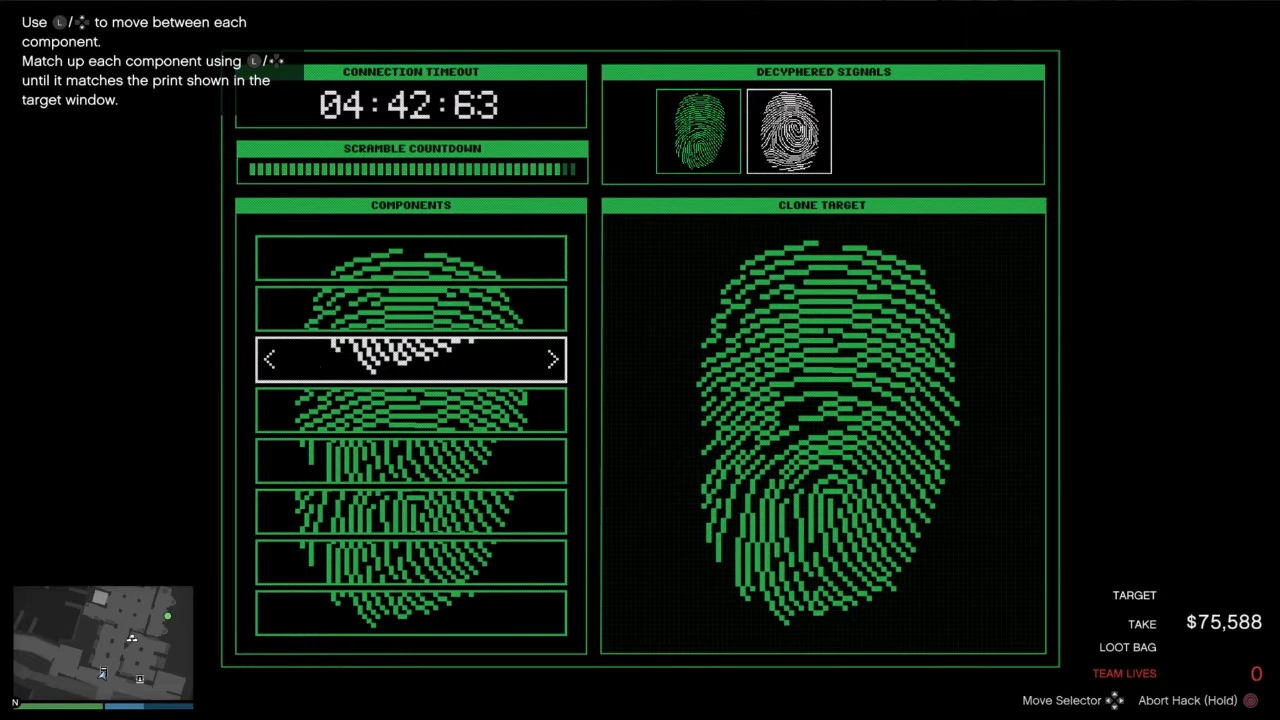 Use L/ to move between each
component.
Match up each component using L/
until it matches the print shown in the
target window.
CONNECTION TIMEOUT
04:42:63
DECYPHERED SIGNALS
SCRAMBLE COUNTDOWN
COMPONENTS
CLONE TARGET
N
TARGET
TAKE $75,588
LOOT BAG
TEAM LIVES 0
Move Selector Abort Hack (Hold)